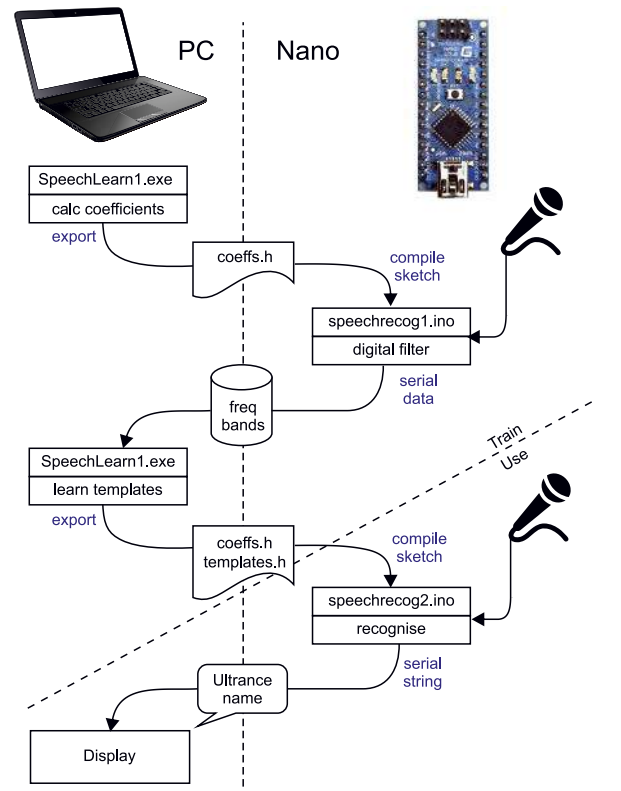 PC
Nano
SpeechLearn1.exe
calc coefficients
export
coeffs.h
compile
sketch
speechrecog1.ino
digital filter
serial
data
freq
bands
SpeechLearn1.exe
learn templates
export
Train
Use
coeffs.h
templates.h
compile
sketch
speechrecog2.ino
recognise
serial
string
Ultrance
name
Display